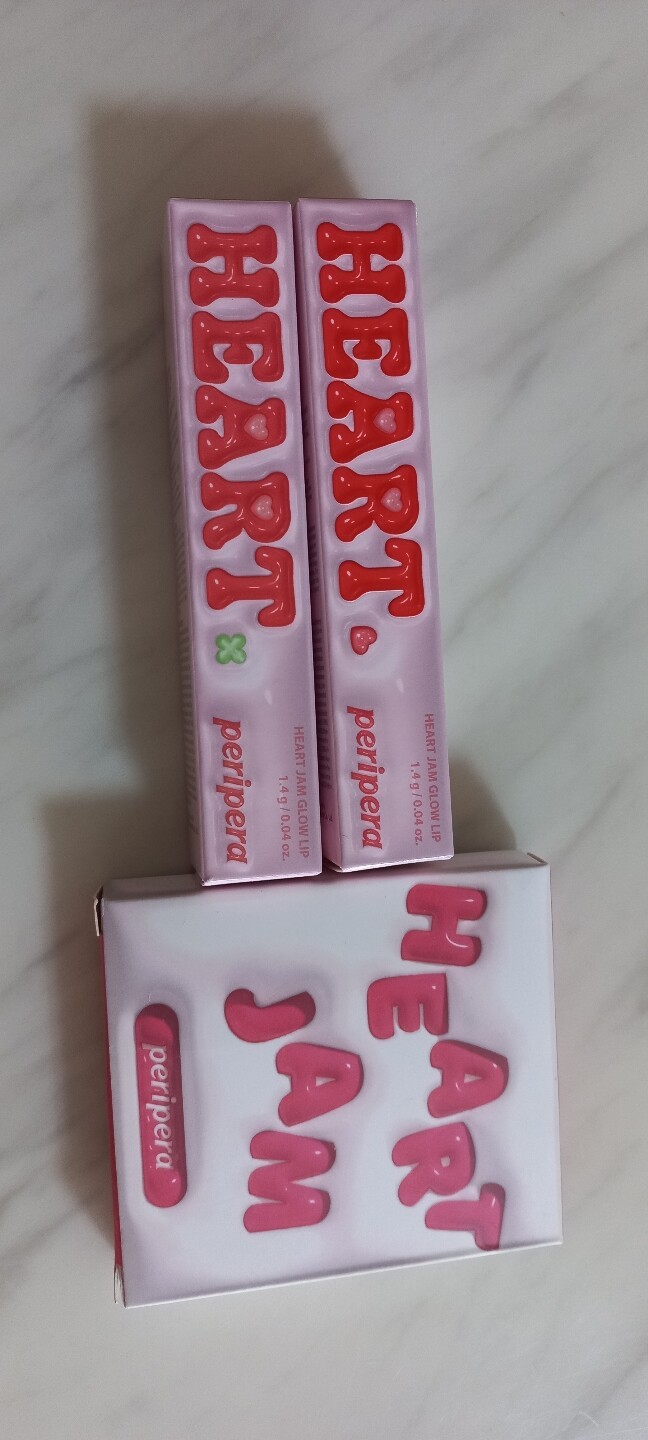 HEART
peripera
HEART JAM GLOW LIP
1.4 g / 0.04 oz.
HEART
peripera
HEART JAM GLOW LIP
1.4 g / 0.04 oz.
HEART
JAM
peripera